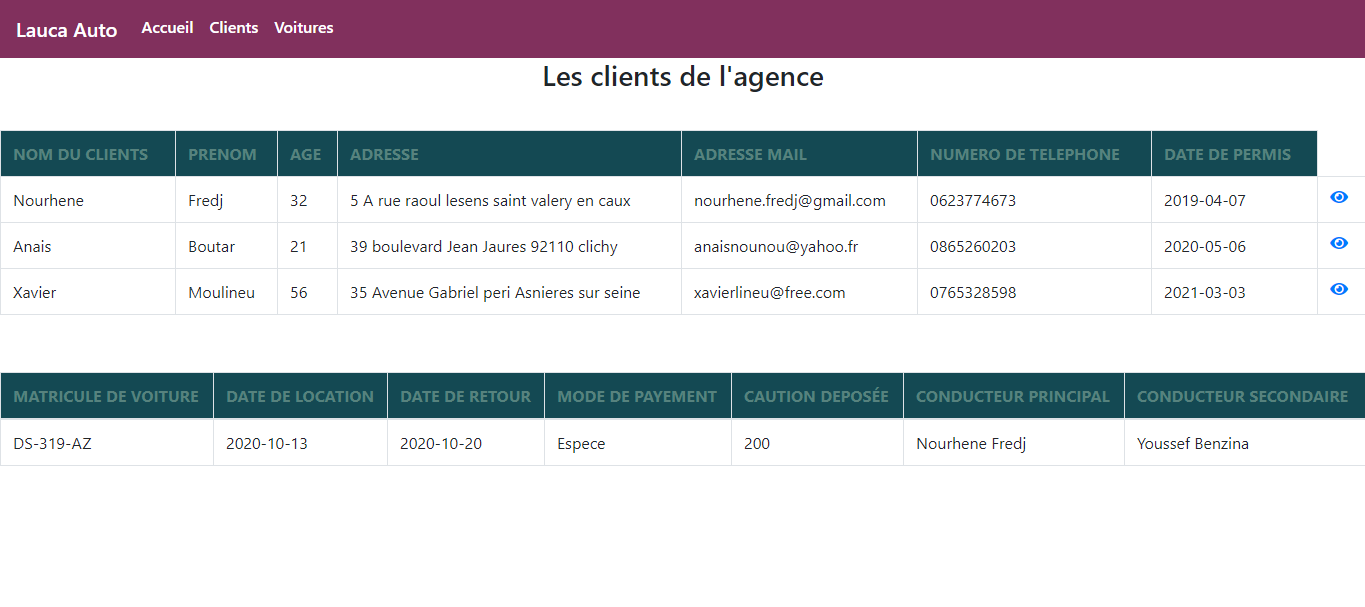 Lauca Auto Accueil Clients Voitures
Les clients de l'agence
NOM DU CLIENTS PRENOM AGE ADRESSE ADRESSE MAIL NUMERO DE TELEPHONE DATE DE PERMIS
Nourhene Fredj 32 5 A rue raoul lesens saint valery en caux nourhene.fredj@gmail.com 0623774673 2019-04-07
Anais Boutar 21 39 boulevard Jean Jaures 92110 clichy anaisnounou@yahoo.fr 0865260203 2020-05-06
Xavier Moulineu 56 35 Avenue Gabriel peri Asnieres sur seine xavierlineu@free.com 0765328598 2021-03-03
MATRICULE DE VOITURE DATE DE LOCATION DATE DE RETOUR MODE DE PAYEMENT CAUTION DEPOSÉE CONDUCTEUR PRINCIPAL CONDUCTEUR SECONDAIRE
DS-319-AZ 2020-10-13 2020-10-20 Espece 200 Nourhene Fredj Youssef Benzina